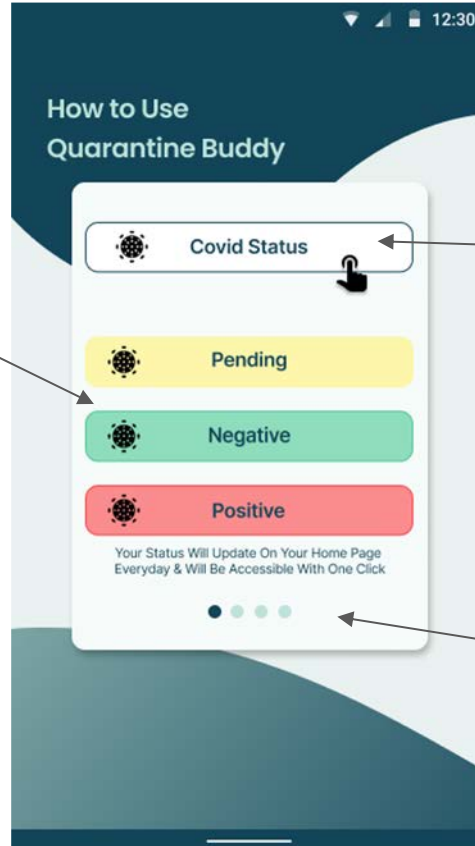 12:30
How to Use
Quarantine Buddy
Covid Status
Pending
Negative
Positive
Your Status Will Update On Your Home Page
Everyday & Will Be Accessible With One Click